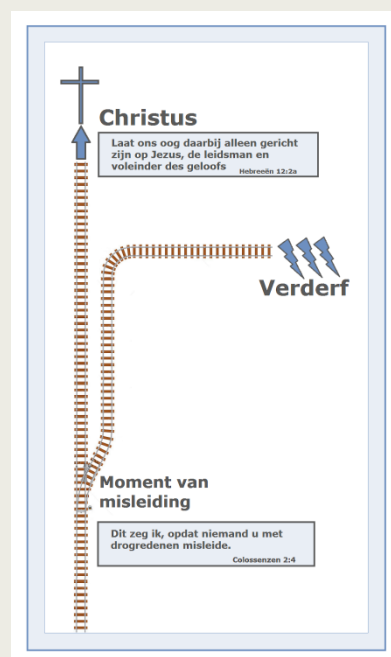 Christus
Laat ons oog daarbij alleen gericht
zijn op Jezus, de leidsman en
voleinder des geloofs
Hebreeën 12:2a
Verderf
Moment van
misleiding
Dit zeg ik, opdat niemand u met
drogredenen misleide.
Colossenzen 2:4